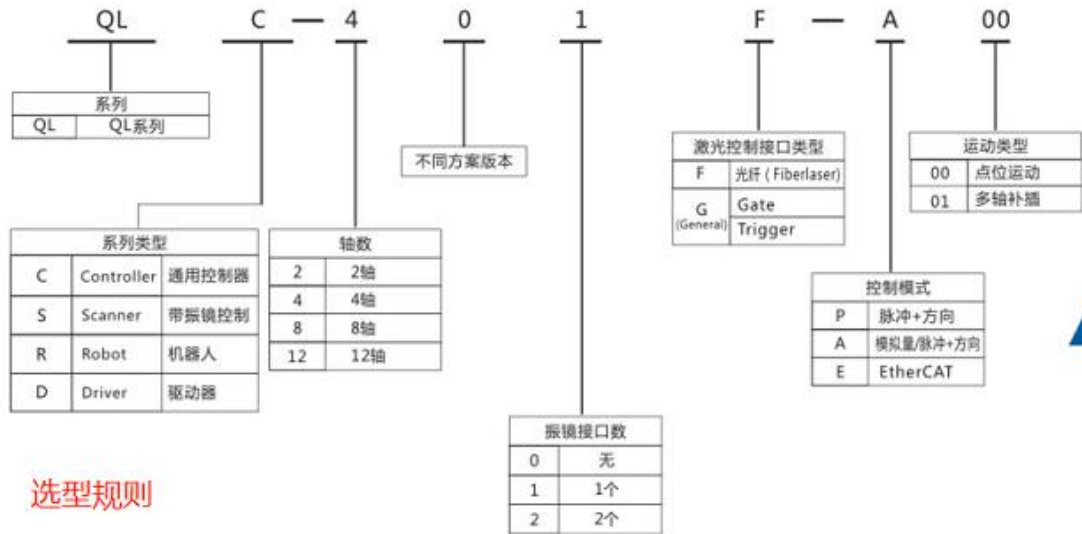 QL C — 4 0 1 F — A 00
系列
QL QL系列
不同方案版本
激光控制接口类型
F 光纤 ( Fiberlaser)
G (General) Gate
Trigger
运动类型
00 点位运动
01 多轴补插
系列类型
C Controller 通用控制器
S Scanner 带振镜控制
R Robot 机器人
D Driver 驱动器
轴数
2 2轴
4 4轴
8 8轴
12 12轴
控制模式
P 脉冲+方向
A 模拟量/脉冲+方向
E EtherCAT
振镜接口数
0 无
1 1个
2 2个
选型规则